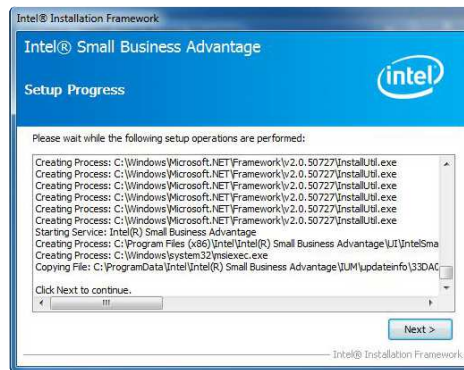 Intel® Installation Framework
Intel® Small Business Advantage
intel
Setup Progress
Please wait while the following setup operations are performed:
Creating Process: C:\Windows\Microsoft.NET\Framework\v2.0.50727\InstallUtil.exe
Creating Process: C:\Windows\Microsoft.NET\Framework\v2.0.50727\InstallUtil.exe
Creating Process: C:\Windows\Microsoft.NET\Framework\v2.0.50727\InstallUtil.exe
Creating Process: C:\Windows\Microsoft.NET\Framework\v2.0.50727\InstallUtil.exe
Creating Process: C:\Windows\Microsoft.NET\Framework\v2.0.50727\InstallUtil.exe
Creating Process: C:\Windows\Microsoft.NET\Framework\v2.0.50727\InstallUtil.exe
Starting Service: Intel(R) Small Business Advantage
Creating Process: C:\Program Files (x86)\Intel\Intel(R) Small Business Advantage\UI\IntelSma
Creating Process: C:\Windows\system32\msiexec.exe
Copying File: C:\ProgramData\Intel\Intel(R) Small Business Advantage\IUM\updateinfo\33DAC
Click Next to continue.
Next >
Intel® Installation Framework